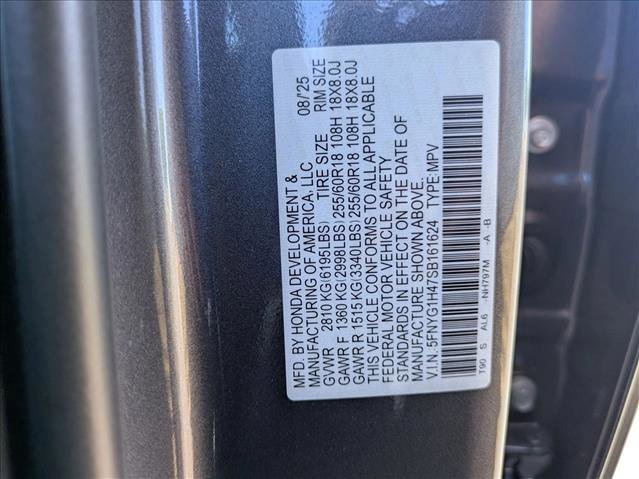 MFD. BY HONDA DEVELOPMENT & 08/'25
MANUFACTURING OF AMERICA, LLC
GVWR 2810 KG(6195LBS) TIRE SIZE RIM SIZE
GAWR F 1360 KG(2998LBS)255/60R18 108H 18X8.0J
GAWR R 1515 KG(3340LBS)255/60R18 108H 18X8.0J
THIS VEHICLE CONFORMS TO ALL APPLICABLE
FEDERAL MOTOR VEHICLE SAFETY
STANDARDS IN EFFECT ON THE DATE OF
MANUFACTURE SHOWN ABOVE.
V.I.N. 5FNYG1H47SB161624 TYPE:MPV
T90 S AL6 -NH797M -A -B